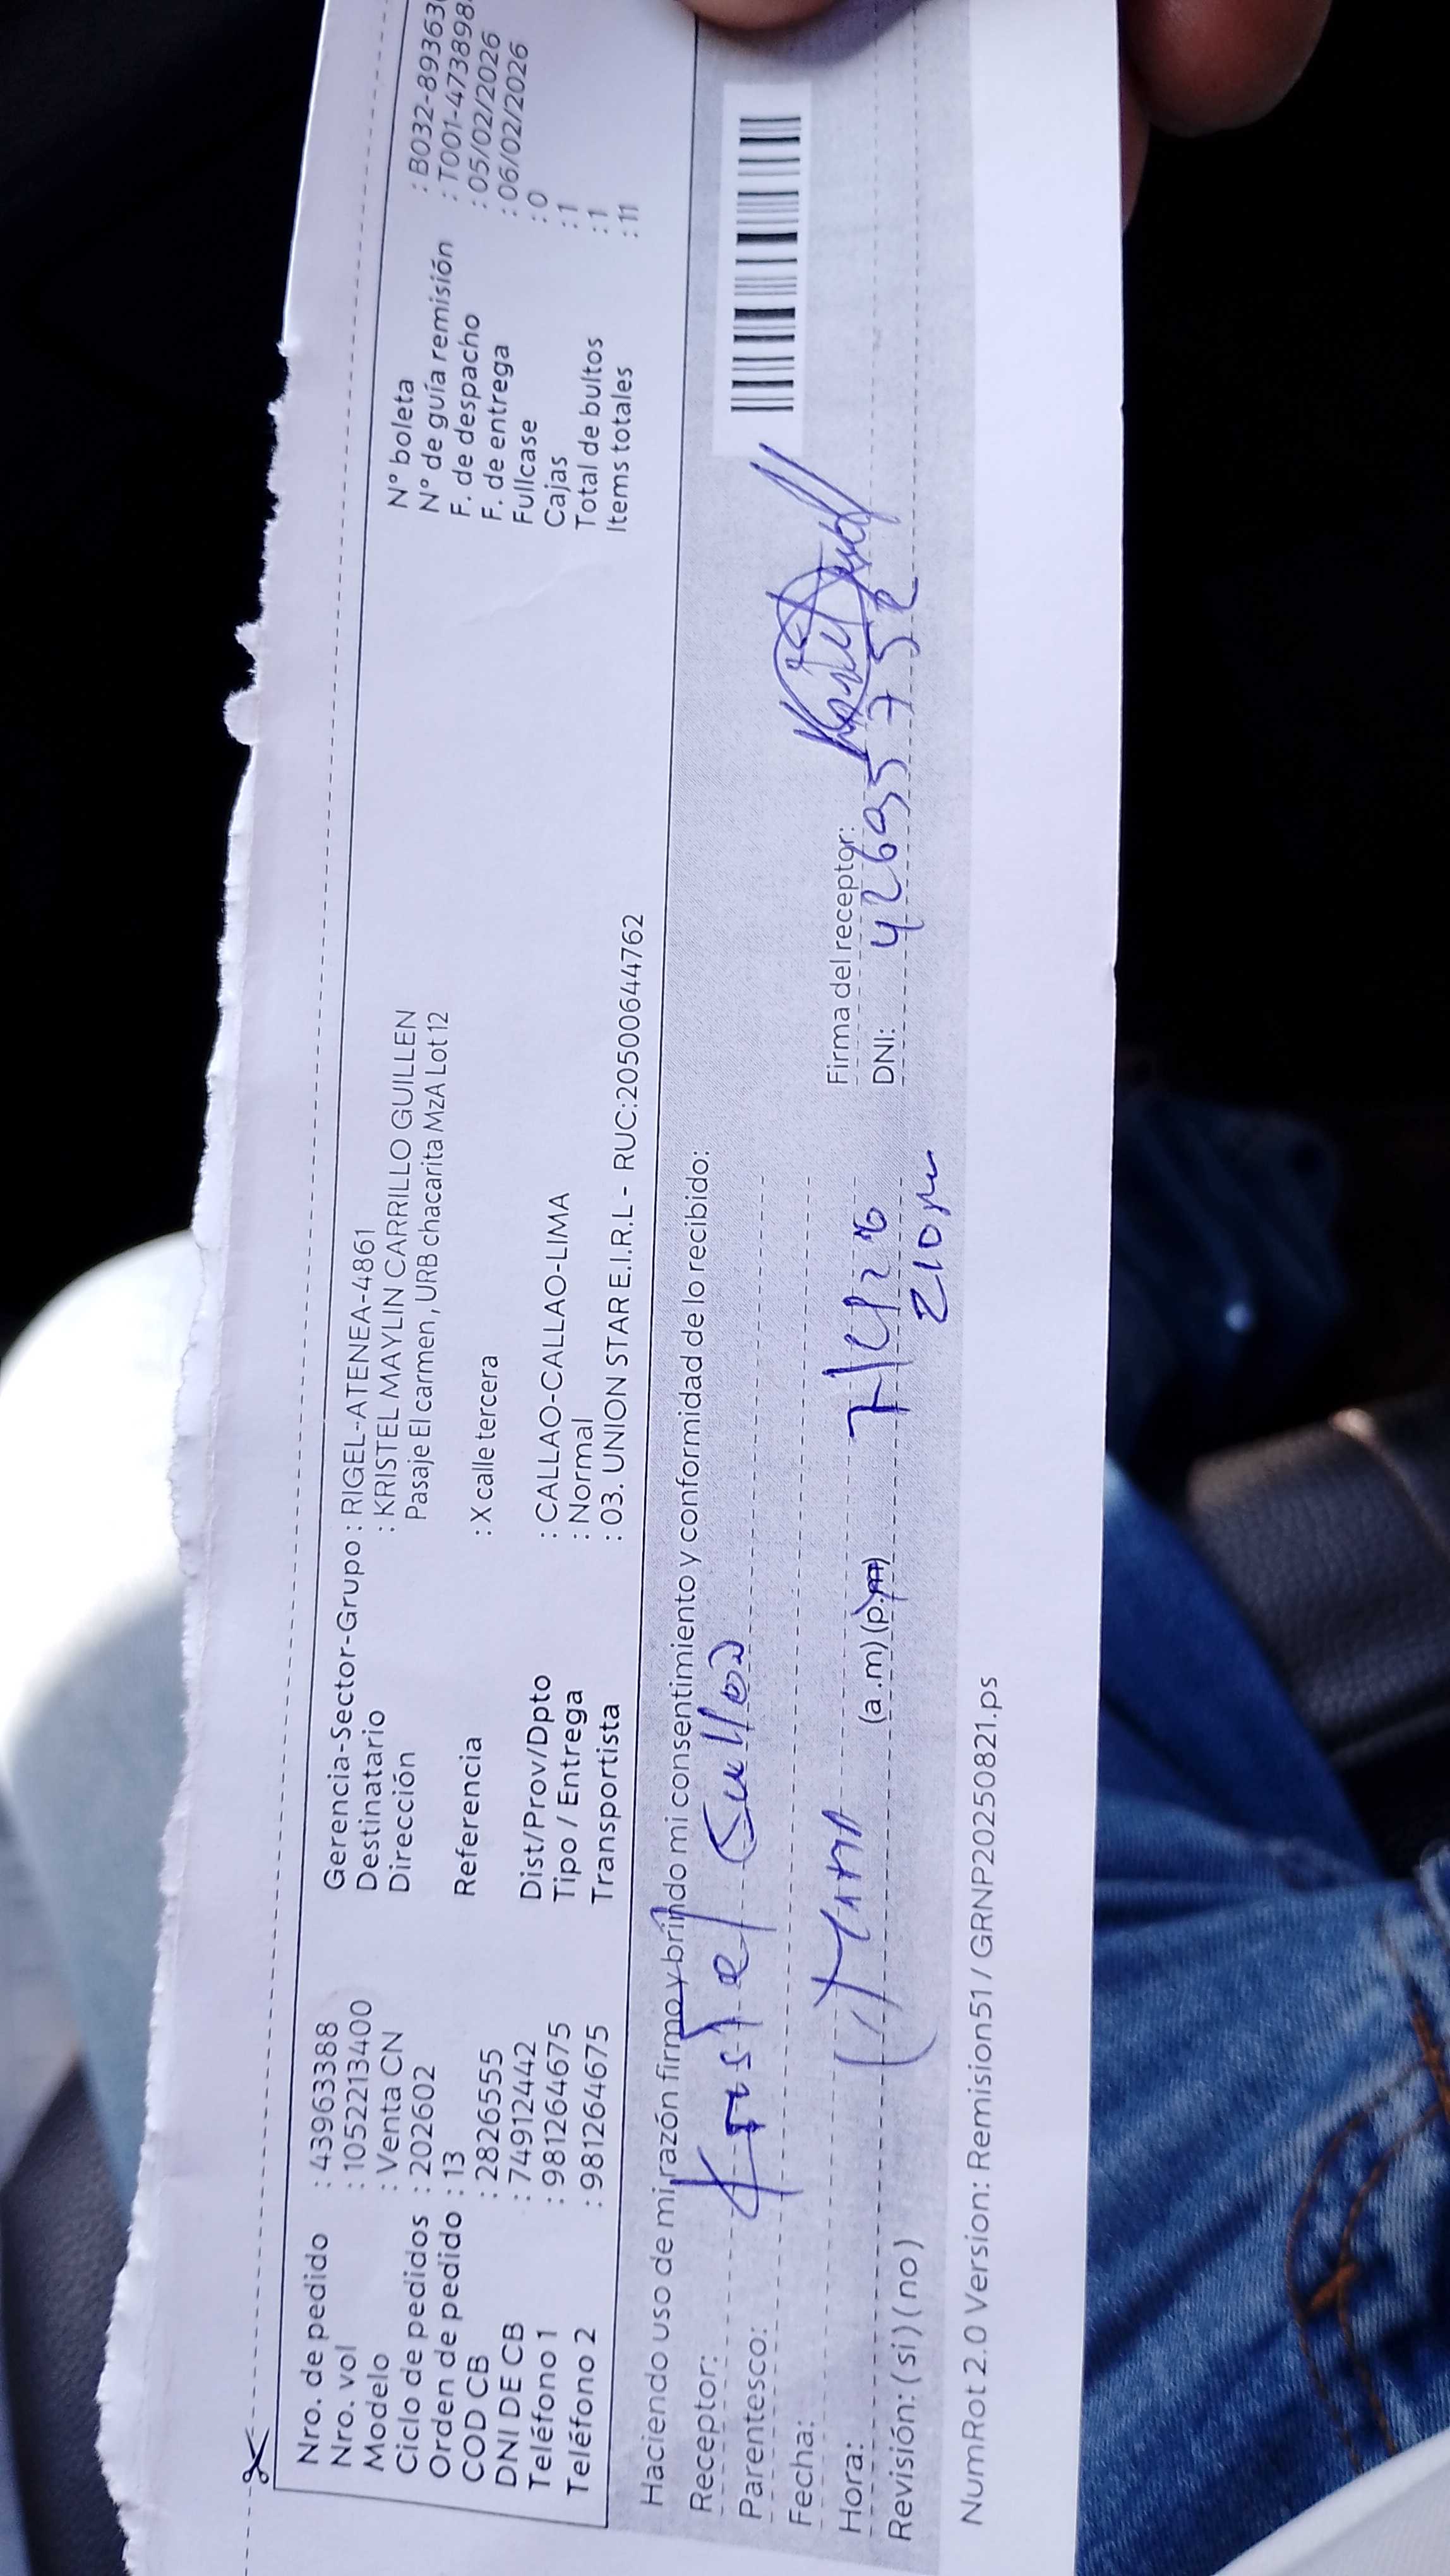 Nro. de pedido : 43963388
Nro. vol : 1052213400
Modelo : Venta CN
Ciclo de pedidos : 202602
Orden de pedido : 13
COD CB : 2826555
DNI DE CB : 74912442
Teléfono 1 : 981264675
Teléfono 2 : 981264675
Gerencia-Sector-Grupo : RIGEL-ATENEA-4861
Destinatario : KRISTEL MAYLIN CARRILLO GUILLEN
Dirección Pasaje El carmen , URB chacarita MzA Lot 12
Referencia : X calle tercera
Dist/Prov/Dpto : CALLAO-CALLAO-LIMA
Tipo / Entrega : Normal
Transportista : 03. UNION STAR E.I.R.L - RUC:20500644762
N° boleta : B032-89363
N° de guía remisión : T001-473898
F. de despacho : 05/02/2026
F. de entrega : 06/02/2026
Fullcase : 0
Cajas : 1
Total de bultos : 1
Items totales : 11
Haciendo uso de mi razón firmo y brindo mi consentimiento y conformidad de lo recibido:
Receptor:
Parentesco:
Fecha:
Firma del receptor:
Hora: (a.m) (p.m)
DNI: 42695752
Revisión: ( si ) ( no )
NumRot 2.0 Version: Remision51 / GRNP20250821.ps